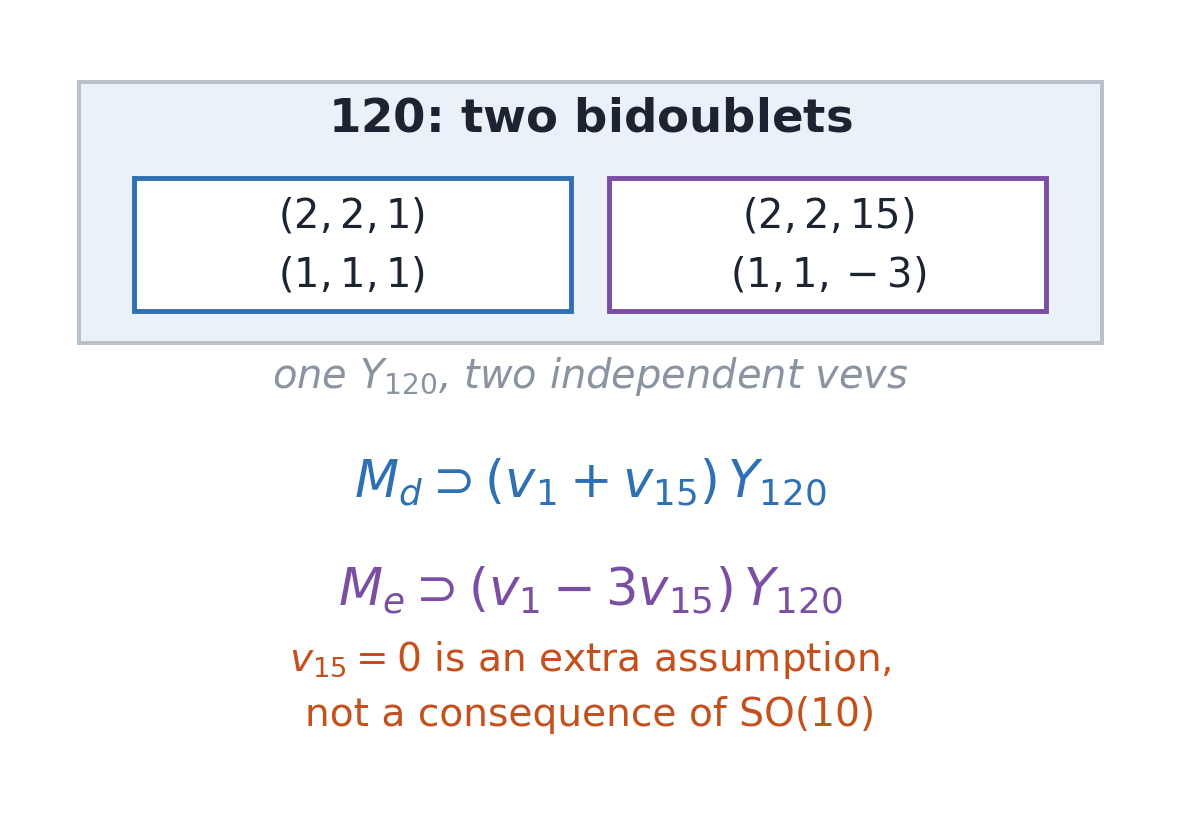 120: two bidoublets
(2, 2, 1)
(2, 2, 15)
(1, 1, 1)
(1, 1, −3)
one Y₁₂₀, two independent vevs
M_d ⊃ (v₁ + v₁₅) Y₁₂₀
M_e ⊃ (v₁ − 3v₁₅) Y₁₂₀
v₁₅ = 0 is an extra assumption,
not a consequence of SO(10)